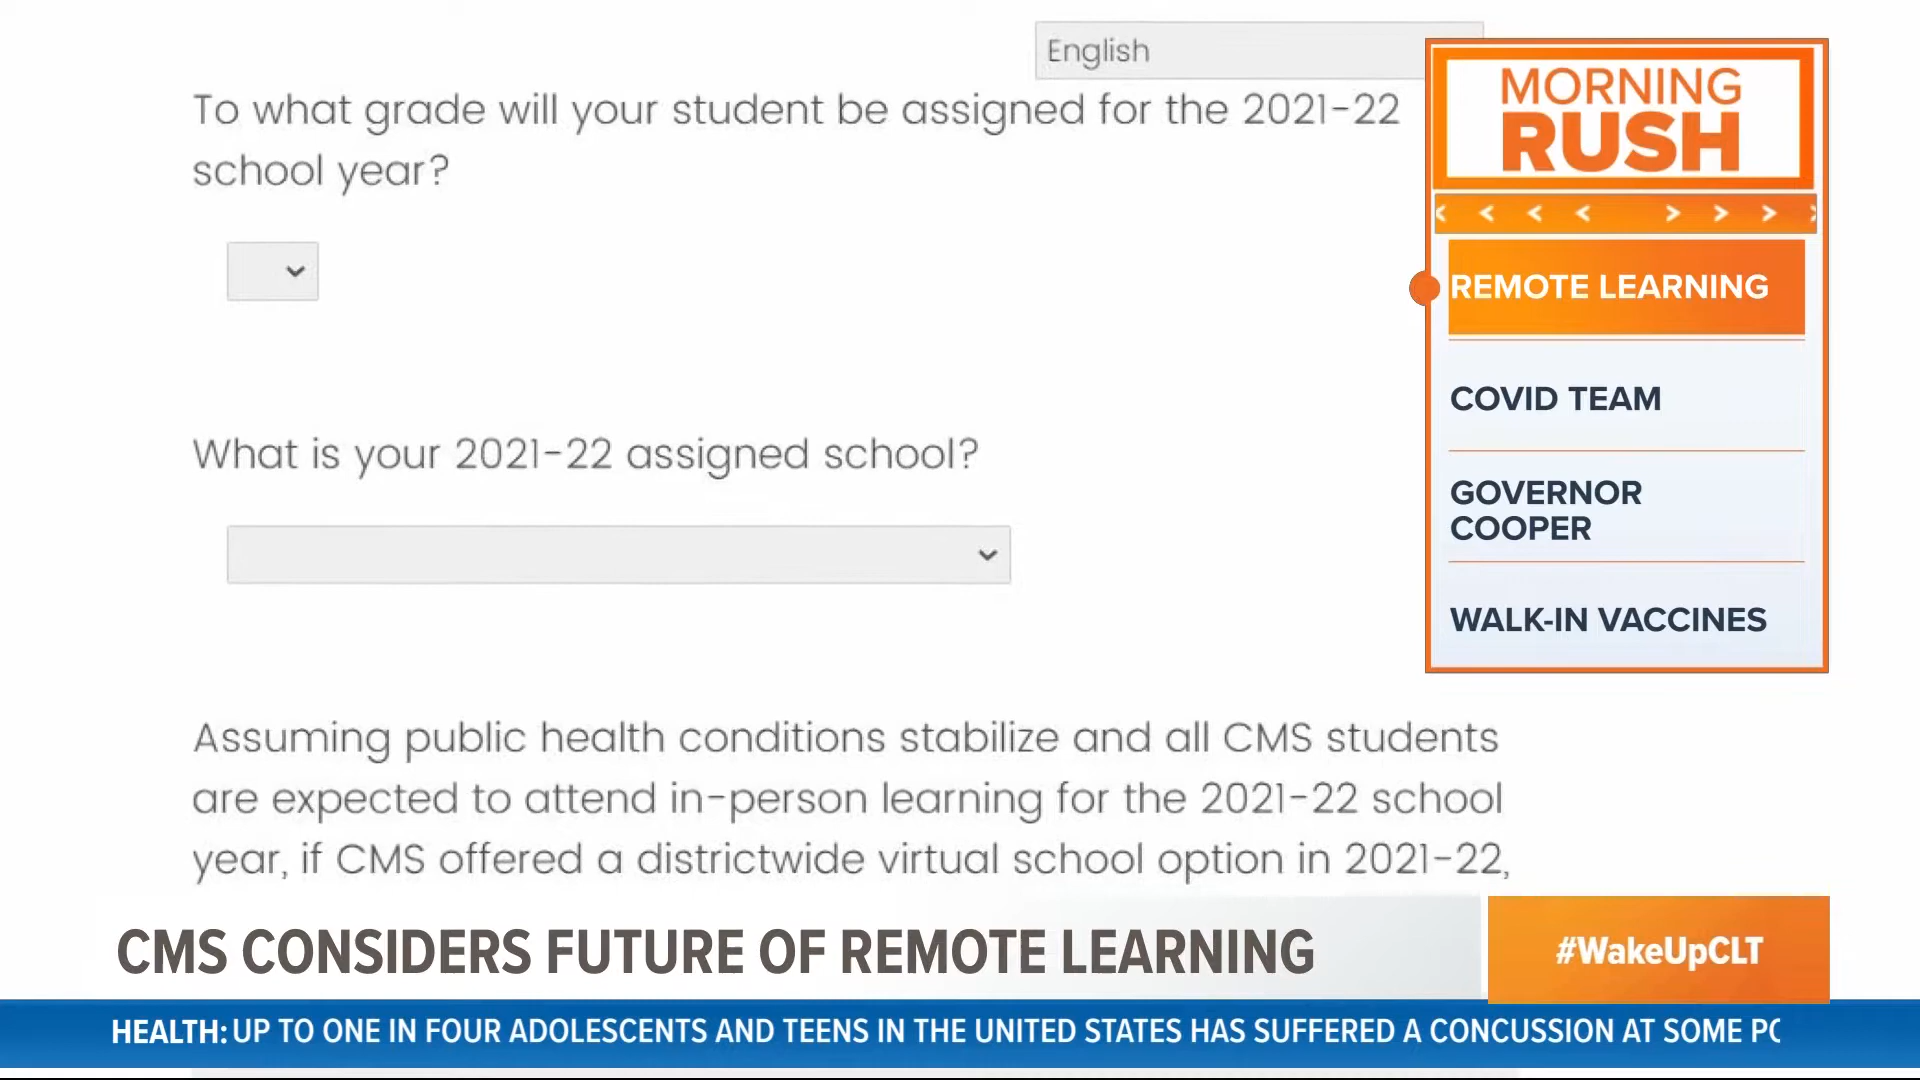 English
To what grade will your student be assigned for the 2021-22
school year?
What is your 2021-22 assigned school?
Assuming public health conditions stabilize and all CMS students
are expected to attend in-person learning for the 2021-22 school
year, if CMS offered a districtwide virtual school option in 2021-22,
MORNING
RUSH
REMOTE LEARNING
COVID TEAM
GOVERNOR
COOPER
WALK-IN VACCINES
CMS CONSIDERS FUTURE OF REMOTE LEARNING
#WakeUpCLT
HEALTH: UP TO ONE IN FOUR ADOLESCENTS AND TEENS IN THE UNITED STATES HAS SUFFERED A CONCUSSION AT SOME